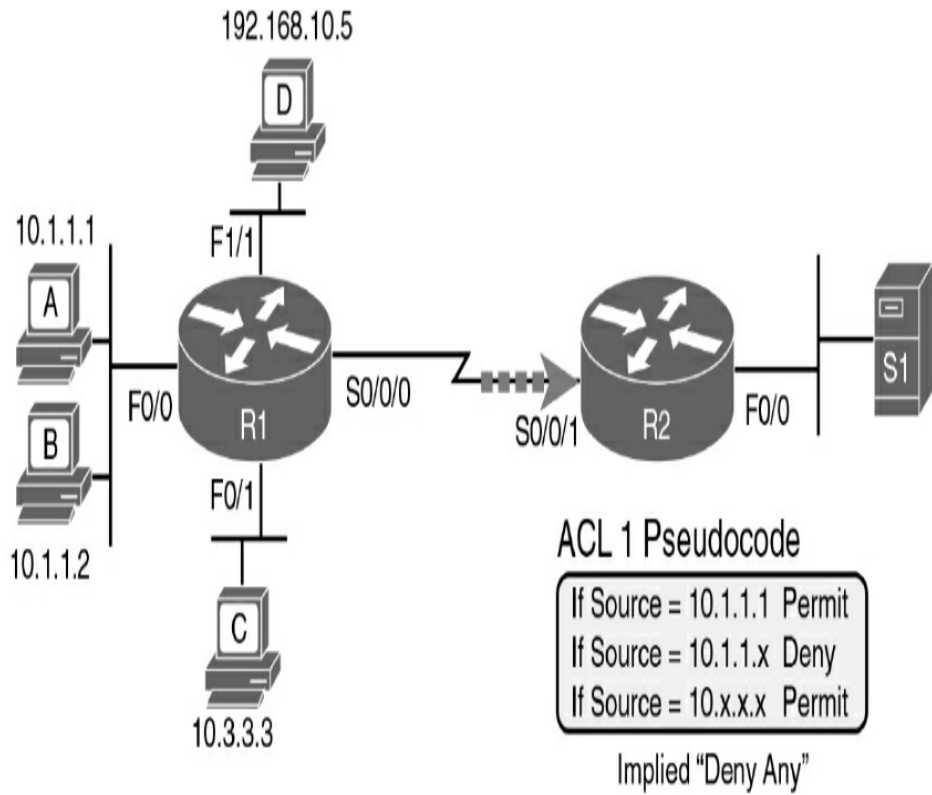 192.168.10.5
D
10.1.1.1
F1/1
A
F0/0
R1
S0/0/0
S0/0/1
R2
F0/0
S1
B
F0/1
10.1.1.2
C
10.3.3.3
ACL 1 Pseudocode
If Source = 10.1.1.1 Permit
If Source = 10.1.1.x Deny
If Source = 10.x.x.x Permit
Implied “Deny Any”